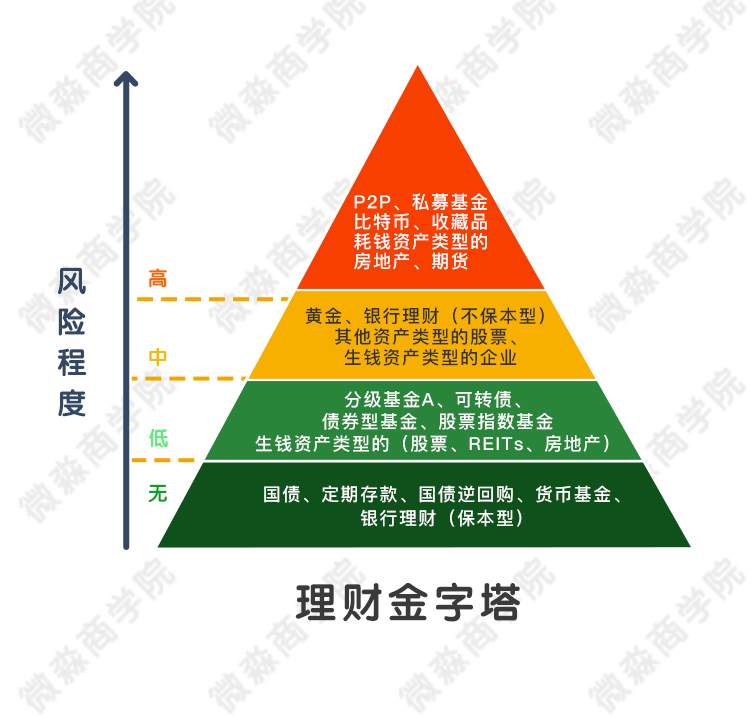 风险程度
高
P2P、私募基金
比特币、收藏品
耗钱资产类型的
房地产、期货
中
黄金、银行理财（不保本型）
其他资产类型的股票、
生钱资产类型的企业
低
分级基金A、可转债、
债券型基金、股票指数基金
生钱资产类型的（股票、REITs、房地产）
无
国债、定期存款、国债逆回购、货币基金、
银行理财（保本型）
理财金字塔
微淼商学院